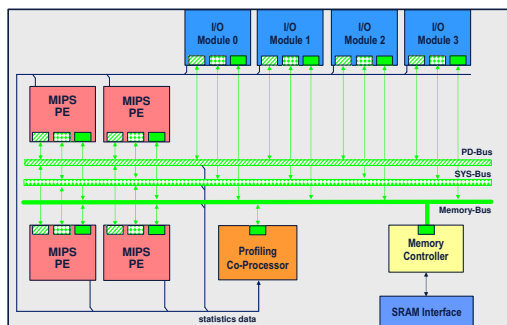 I/O
Module 0
I/O
Module 1
I/O
Module 2
I/O
Module 3
MIPS
PE
MIPS
PE
PD-Bus
SYS-Bus
Memory-Bus
MIPS
PE
MIPS
PE
Profiling
Co-Processor
Memory
Controller
statistics data
SRAM Interface